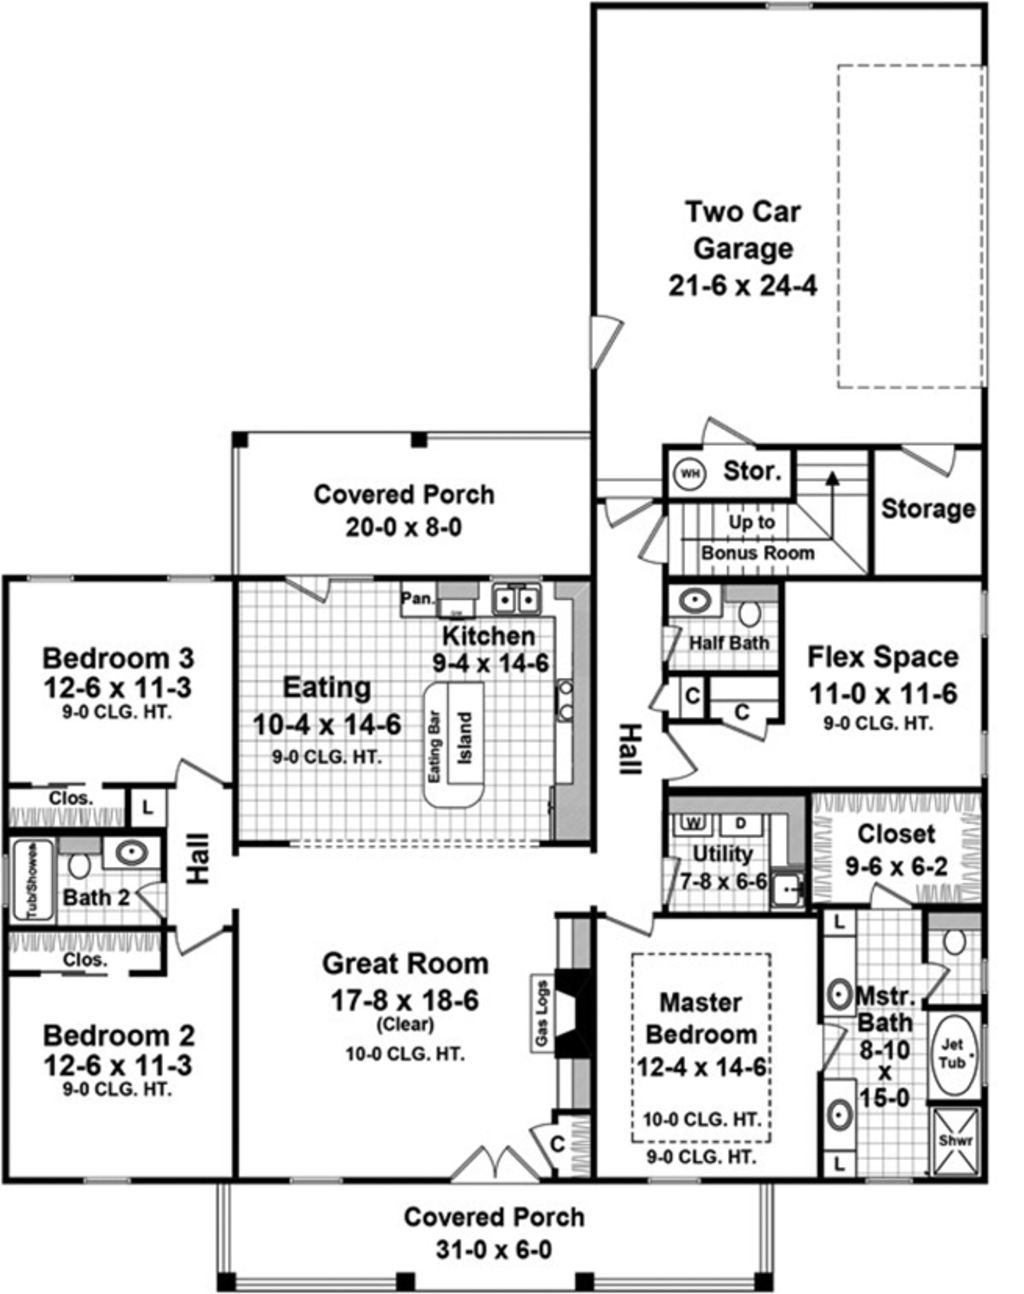 Two Car
Garage
21-6 x 24-4
WH
Stor.
Storage
Up to
Bonus Room
Covered Porch
20-0 x 8-0
Pan.
Kitchen
9-4 x 14-6
Eating
10-4 x 14-6
9-0 CLG. HT.
Eating Bar
Island
Bedroom 3
12-6 x 11-3
9-0 CLG. HT.
Clos.
L
Hall
Tub/Shower
Bath 2
Clos.
Bedroom 2
12-6 x 11-3
9-0 CLG. HT.
Half Bath
C
C
Hall
Flex Space
11-0 x 11-6
9-0 CLG. HT.
W
D
Utility
7-8 x 6-6
Closet
9-6 x 6-2
Great Room
17-8 x 18-6
(Clear)
10-0 CLG. HT.
Gas Logs
C
Master
Bedroom
12-4 x 14-6
10-0 CLG. HT.
9-0 CLG. HT.
L
Mstr.
Bath
8-10
x
15-0
L
Jet
Tub
Shwr
Covered Porch
31-0 x 6-0